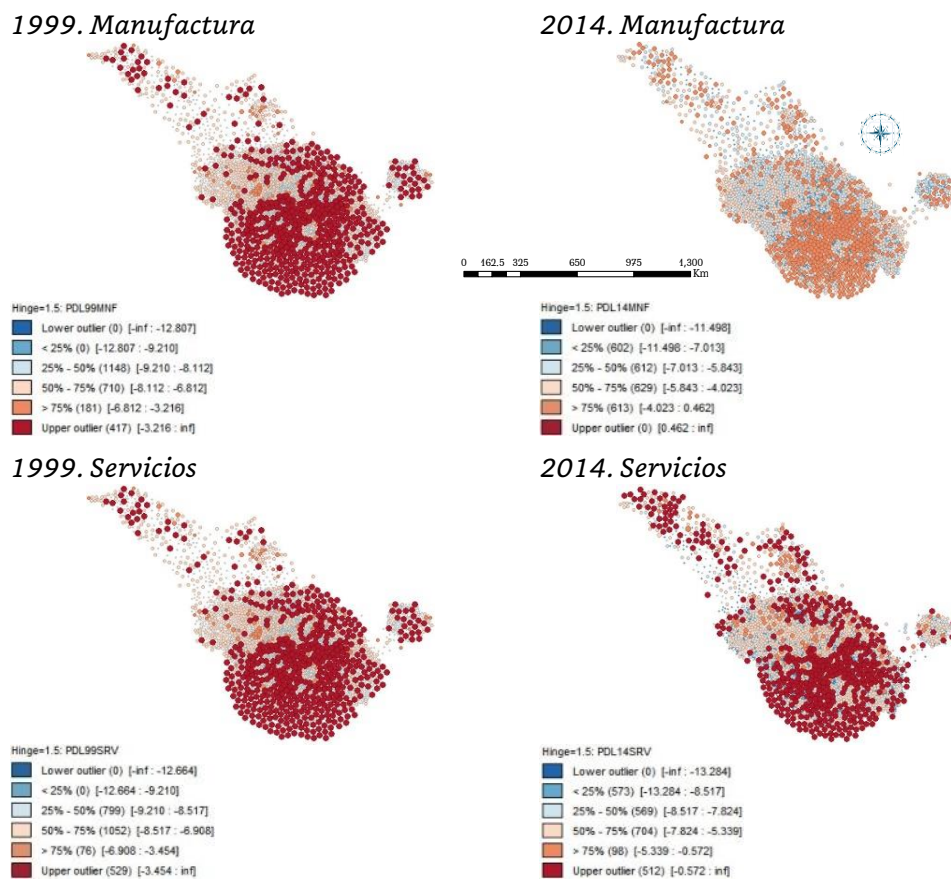 1999. Manufactura
2014. Manufactura
0 162.5 325 650 975 1,300
Km
Hinge=1.5: PDL99MNF
Lower outlier (0) [-inf : -12.807]
< 25% (0) [-12.807 : -9.210]
25% - 50% (1148) [-9.210 : -8.112]
50% - 75% (710) [-8.112 : -6.812]
> 75% (181) [-6.812 : -3.216]
Upper outlier (417) [-3.216 : inf]
Hinge=1.5: PDL14MNF
Lower outlier (0) [-inf : -11.498]
< 25% (602) [-11.498 : -7.013]
25% - 50% (612) [-7.013 : -5.843]
50% - 75% (629) [-5.843 : -4.023]
> 75% (613) [-4.023 : 0.462]
Upper outlier (0) [0.462 : inf]
1999. Servicios
2014. Servicios
Hinge=1.5: PDL99SRV
Lower outlier (0) [-inf : -12.664]
< 25% (0) [-12.664 : -9.210]
25% - 50% (799) [-9.210 : -8.517]
50% - 75% (1052) [-8.517 : -6.908]
> 75% (76) [-6.908 : -3.454]
Upper outlier (529) [-3.454 : inf]
Hinge=1.5: PDL14SRV
Lower outlier (0) [-inf : -13.284]
< 25% (573) [-13.284 : -8.517]
25% - 50% (569) [-8.517 : -7.824]
50% - 75% (704) [-7.824 : -5.339]
> 75% (98) [-5.339 : -0.572]
Upper outlier (512) [-0.572 : inf]